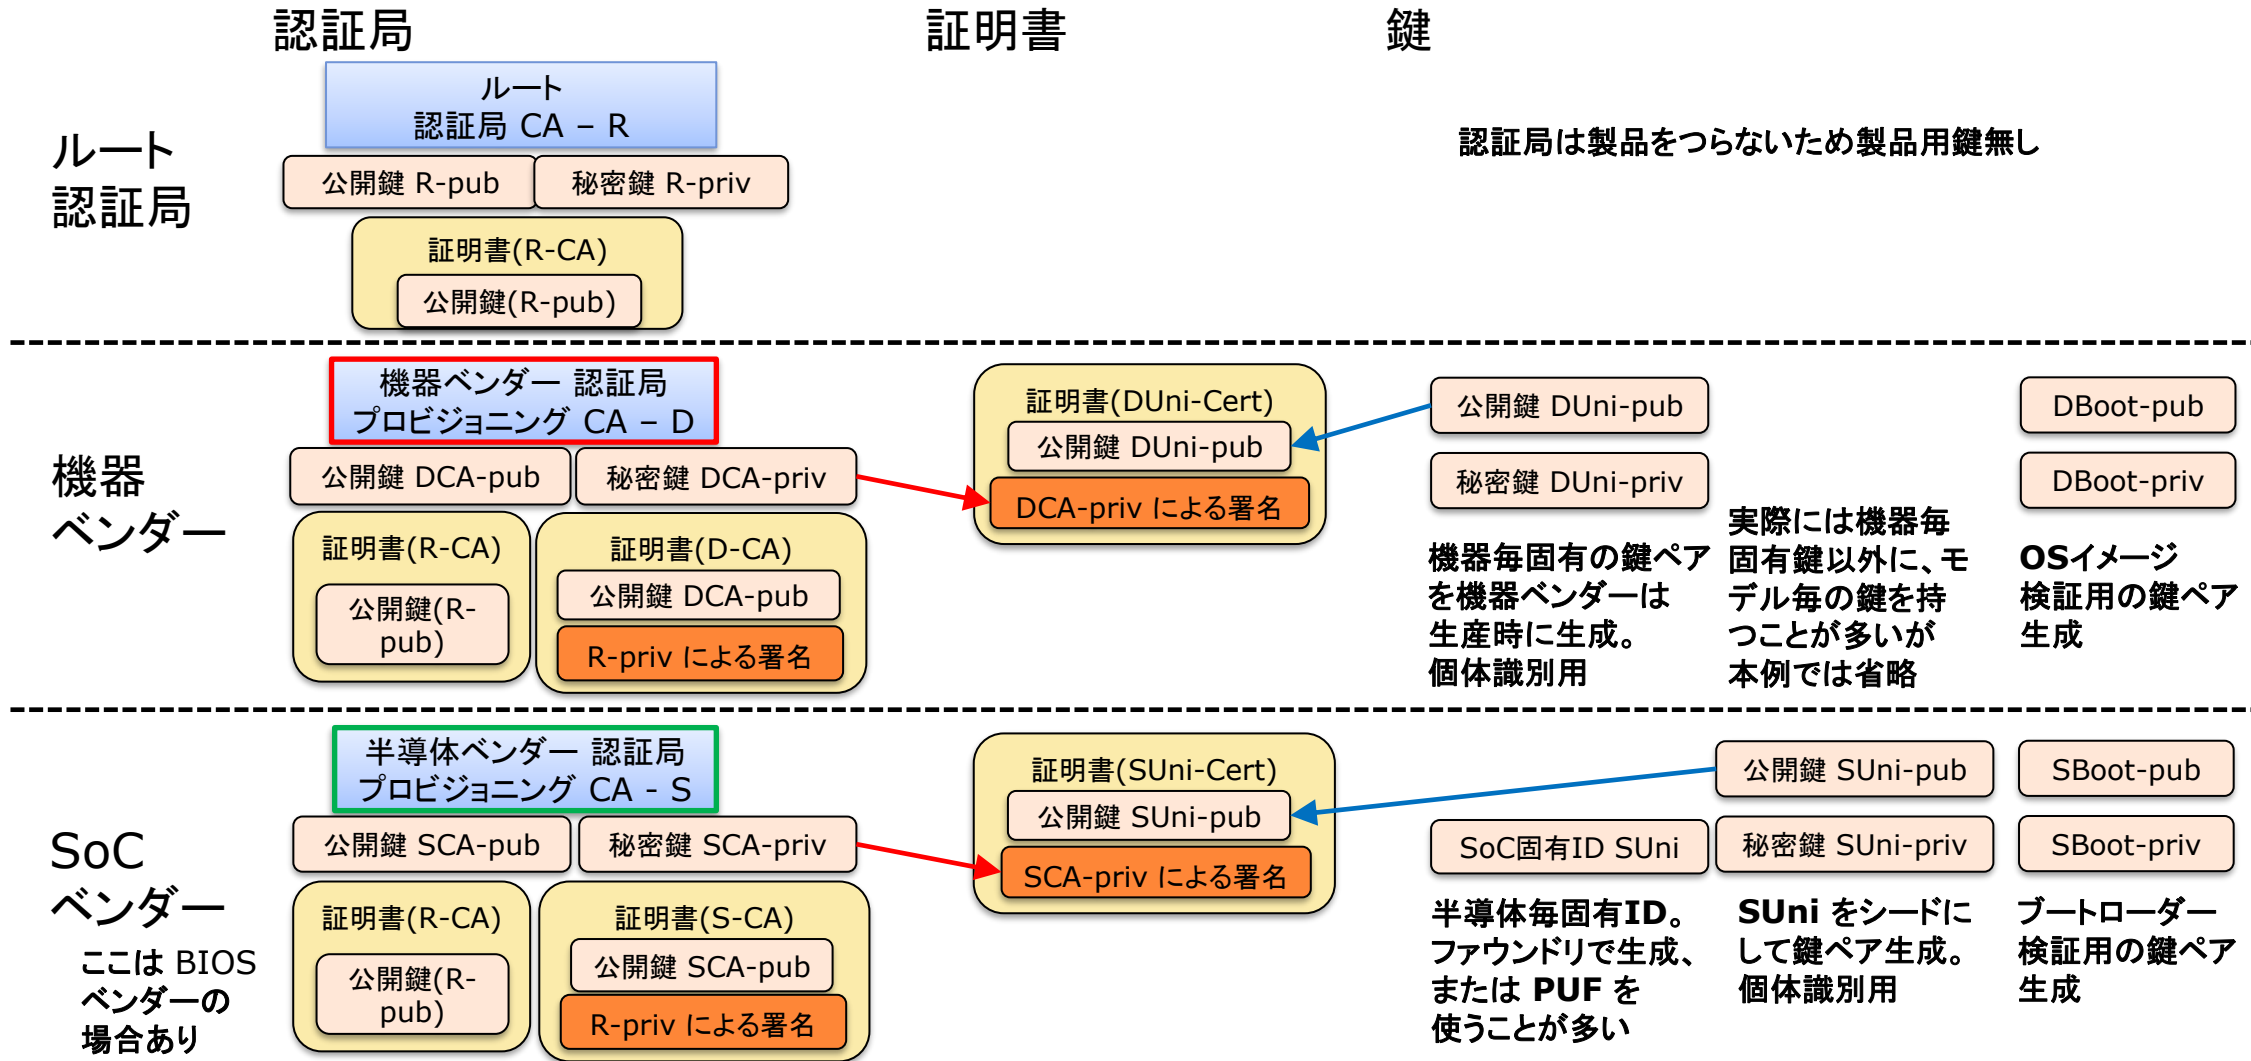 認証局
証明書
鍵
ルート
認証局
ルート
認証局 CA – R
公開鍵 R-pub
秘密鍵 R-priv
証明書(R-CA)
公開鍵(R-pub)
認証局は製品をつらないため製品用鍵無し
機器
ベンダー
機器ベンダー 認証局
プロビジョニング CA – D
公開鍵 DCA-pub
秘密鍵 DCA-priv
証明書(R-CA)
公開鍵(R-
pub)
証明書(D-CA)
公開鍵 DCA-pub
R-priv による署名
証明書(DUni-Cert)
公開鍵 DUni-pub
DCA-priv による署名
公開鍵 DUni-pub
秘密鍵 DUni-priv
機器毎固有の鍵ペア
を機器ベンダーは
生産時に生成。
個体識別用
実際には機器毎
固有鍵以外に、モ
デル毎の鍵を持
つことが多いが
本例では省略
DBoot-pub
DBoot-priv
OSイメージ
検証用の鍵ペア
生成
SoC
ベンダー
ここは BIOS
ベンダーの
場合あり
半導体ベンダー 認証局
プロビジョニング CA - S
公開鍵 SCA-pub
秘密鍵 SCA-priv
証明書(R-CA)
公開鍵(R-
pub)
証明書(S-CA)
公開鍵 SCA-pub
R-priv による署名
証明書(SUni-Cert)
公開鍵 SUni-pub
SCA-priv による署名
SoC固有ID SUni
半導体毎固有ID。
ファウンドリで生成、
または PUF を
使うことが多い
公開鍵 SUni-pub
秘密鍵 SUni-priv
SUni をシードに
して鍵ペア生成。
個体識別用
SBoot-pub
SBoot-priv
ブートローダー
検証用の鍵ペア
生成